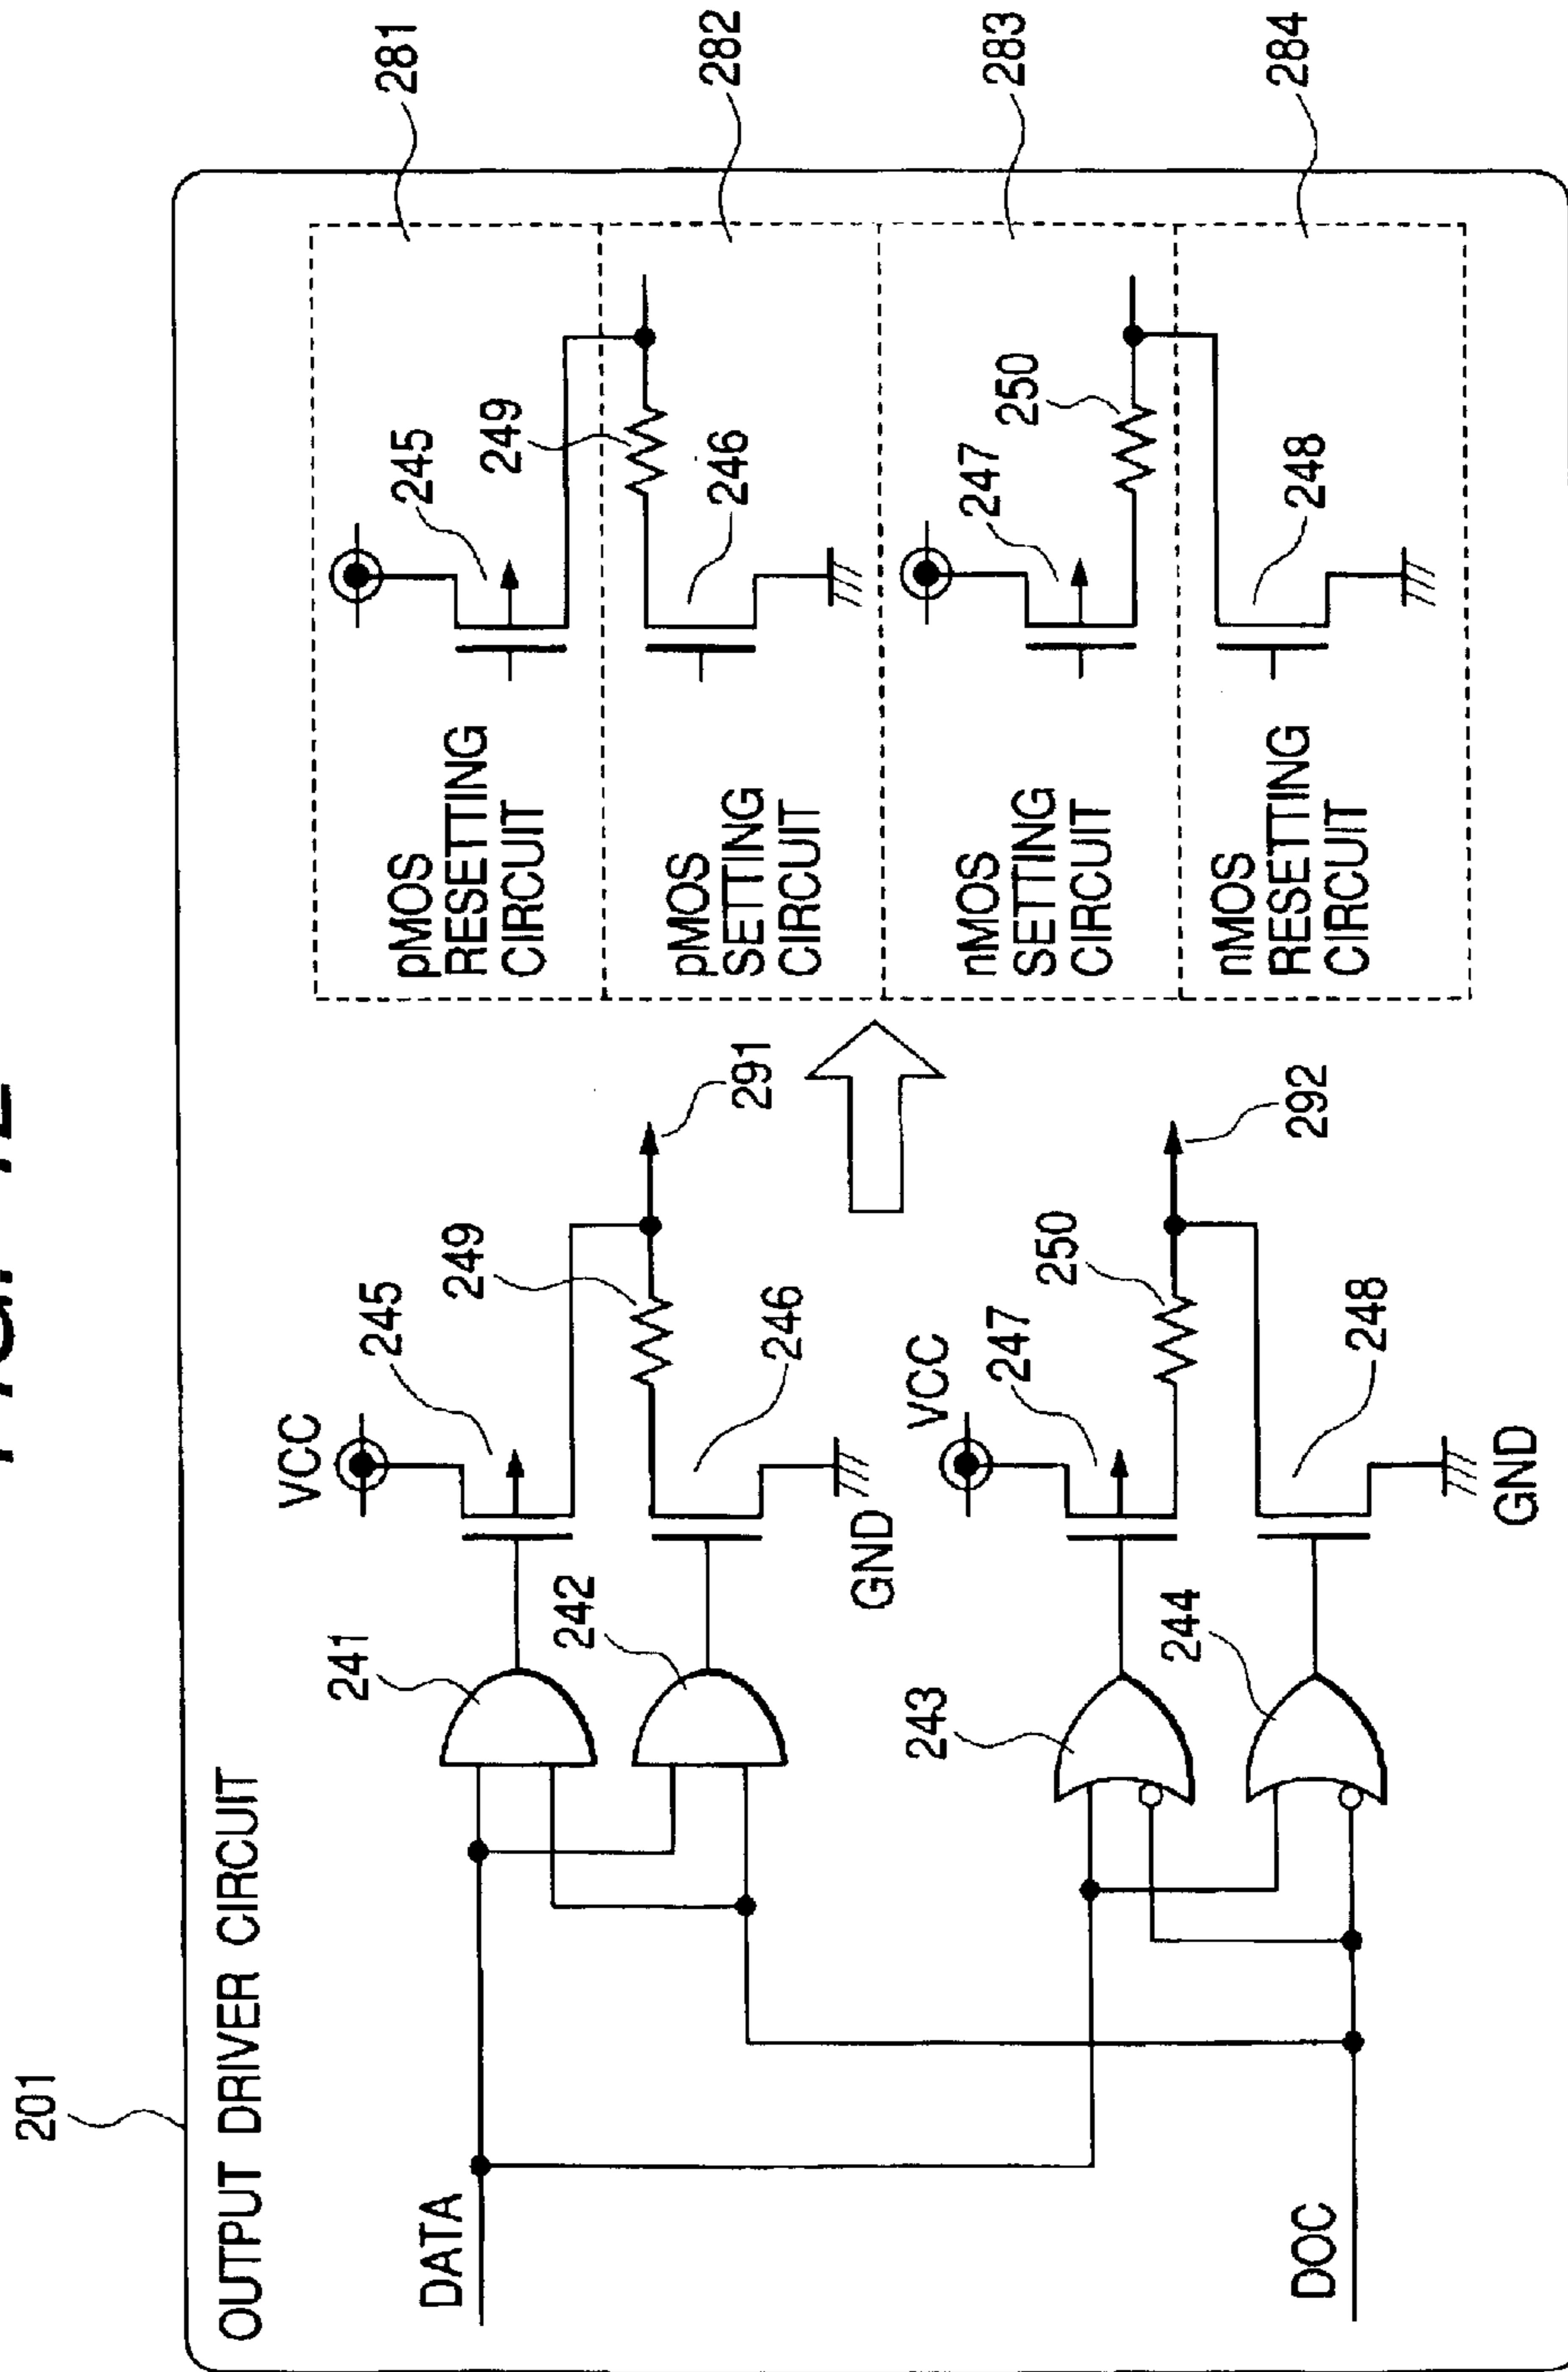 201
OUTPUT DRIVER CIRCUIT
DATA
DOC
241
242
243
244
VCC
245
249
246
GND
291
VCC
247
250
248
GND
292
pMOS
RESETTING
CIRCUIT
245
249
281
pMOS
SETTING
CIRCUIT
246
282
nMOS
SETTING
CIRCUIT
247
250
283
nMOS
RESETTING
CIRCUIT
248
284